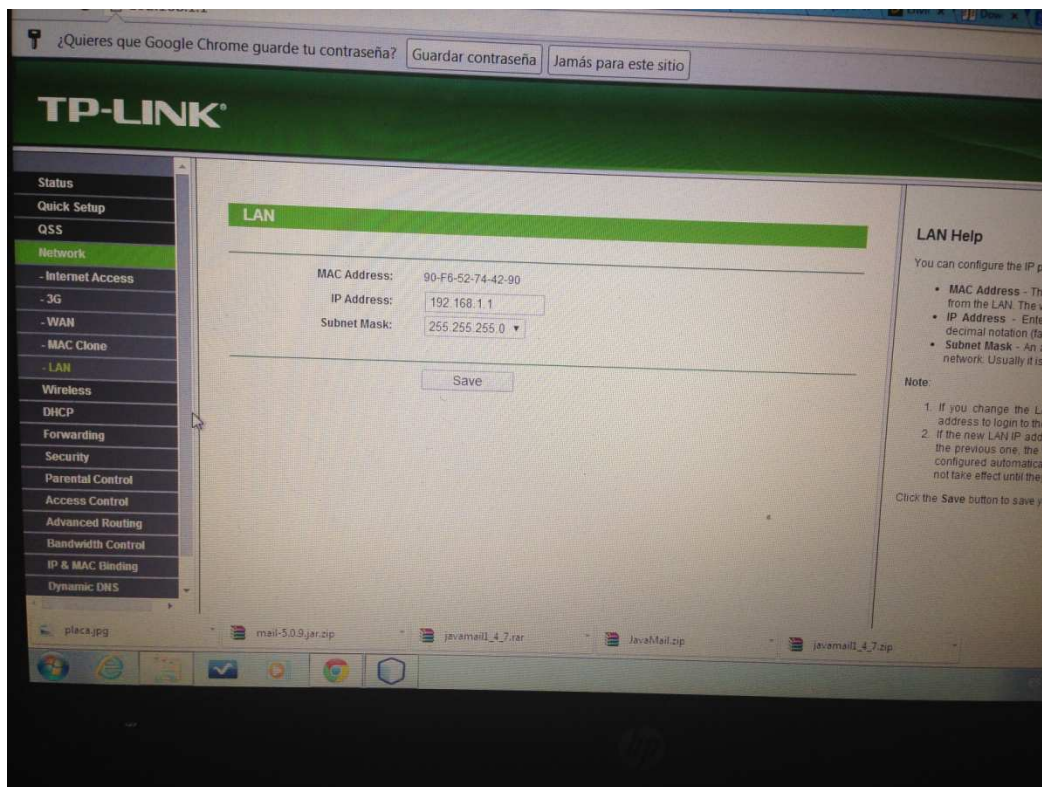 ¿Quieres que Google Chrome guarde tu contraseña? Guardar contraseña Jamás para este sitio
TP-LINK
Status
Quick Setup
QSS
Network
- Internet Access
- 3G
- WAN
- MAC Clone
- LAN
Wireless
DHCP
Forwarding
Security
Parental Control
Access Control
Advanced Routing
Bandwidth Control
IP & MAC Binding
Dynamic DNS
LAN
MAC Address: 90-F6-52-74-42-90
IP Address: 192.168.1.1
Subnet Mask: 255.255.255.0
Save
LAN Help
You can configure the IP
• MAC Address - Th
from the LAN. The
• IP Address - Ente
decimal notation (fa
• Subnet Mask - An
network. Usually it is
Note:
1. If you change the L
address to login to th
2. If the new LAN IP add
the previous one, the
configured automatica
not take effect until the
Click the Save button to save y
placa.jpg
mail-5.0.9.jar.zip
javamail1_4_7.rar
JavaMail.zip
javamail1_4_7.zip
hp